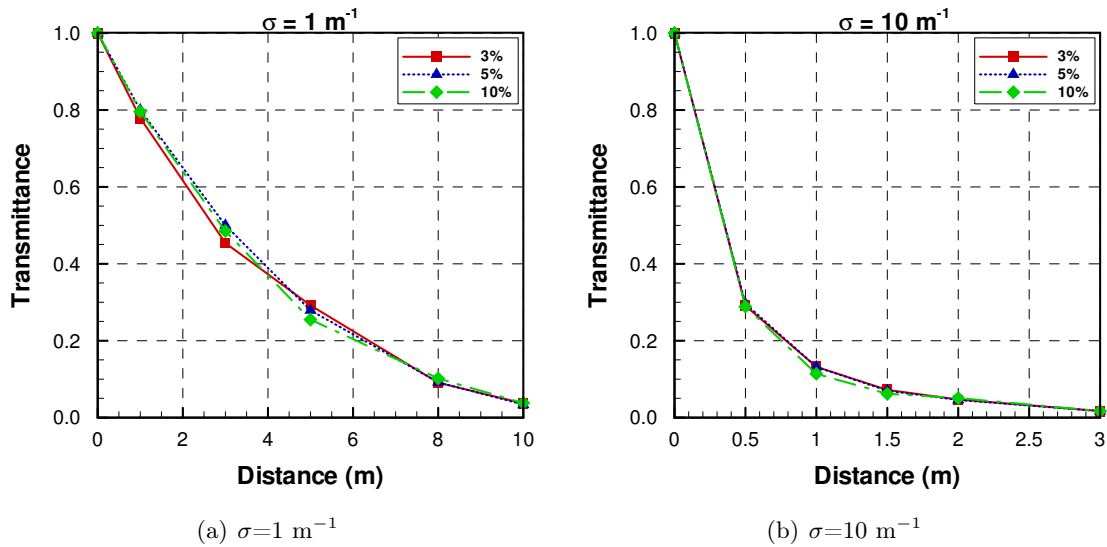 σ = 1 m⁻¹
3%
5%
10%
1.0
0.8
0.6
0.4
0.2
0.0
Transmittance
0 2 4 6 8 10
Distance (m)
(a) σ=1 m⁻¹
σ = 10 m⁻¹
3%
5%
10%
1.0
0.8
0.6
0.4
0.2
0.0
Transmittance
0 0.5 1 1.5 2 2.5 3
Distance (m)
(b) σ=10 m⁻¹